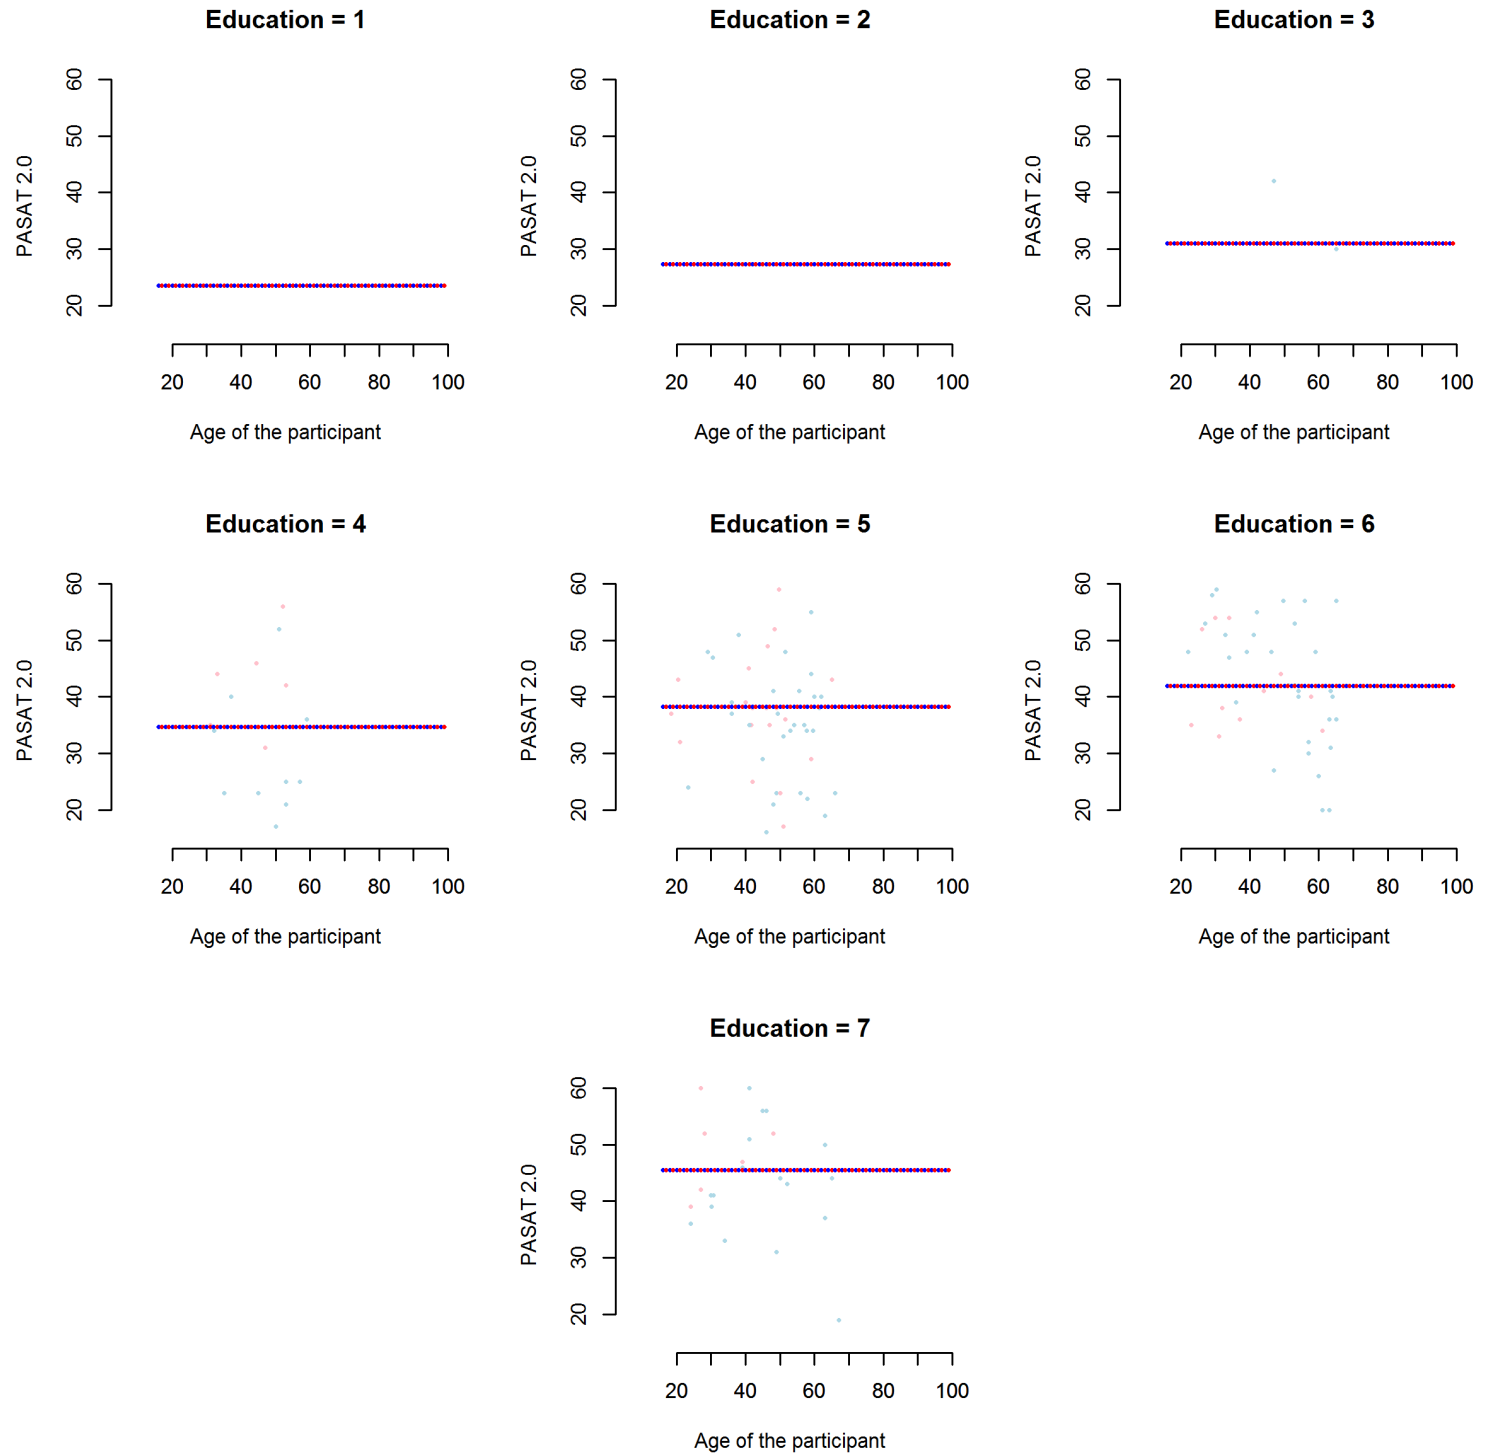 Education = 1
60
50
40
30
20
PASAT 2.0
20 40 60 80 100
Age of the participant
Education = 2
60
50
40
30
20
PASAT 2.0
20 40 60 80 100
Age of the participant
Education = 3
60
50
40
30
20
PASAT 2.0
20 40 60 80 100
Age of the participant
Education = 4
60
50
40
30
20
PASAT 2.0
20 40 60 80 100
Age of the participant
Education = 5
60
50
40
30
20
PASAT 2.0
20 40 60 80 100
Age of the participant
Education = 6
60
50
40
30
20
PASAT 2.0
20 40 60 80 100
Age of the participant
Education = 7
60
50
40
30
20
PASAT 2.0
20 40 60 80 100
Age of the participant